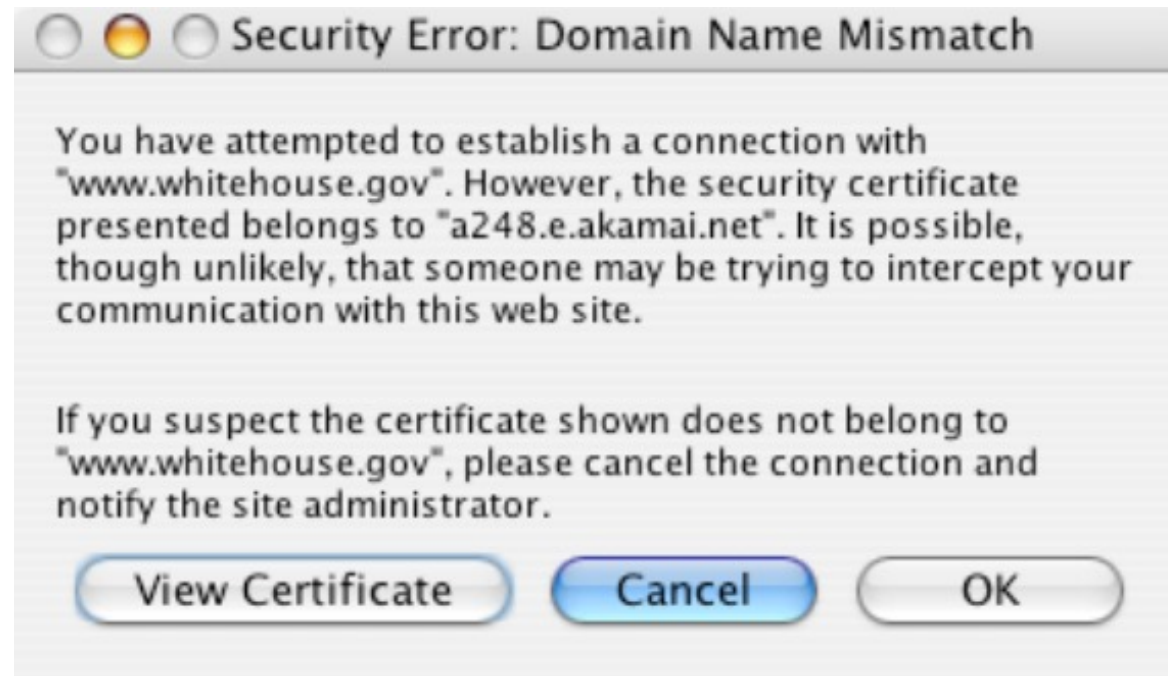 Security Error: Domain Name Mismatch
You have attempted to establish a connection with
"www.whitehouse.gov". However, the security certificate
presented belongs to "a248.e.akamai.net". It is possible,
though unlikely, that someone may be trying to intercept your
communication with this web site.
If you suspect the certificate shown does not belong to
"www.whitehouse.gov", please cancel the connection and
notify the site administrator.
View Certificate Cancel OK